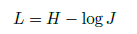 L = H − log J